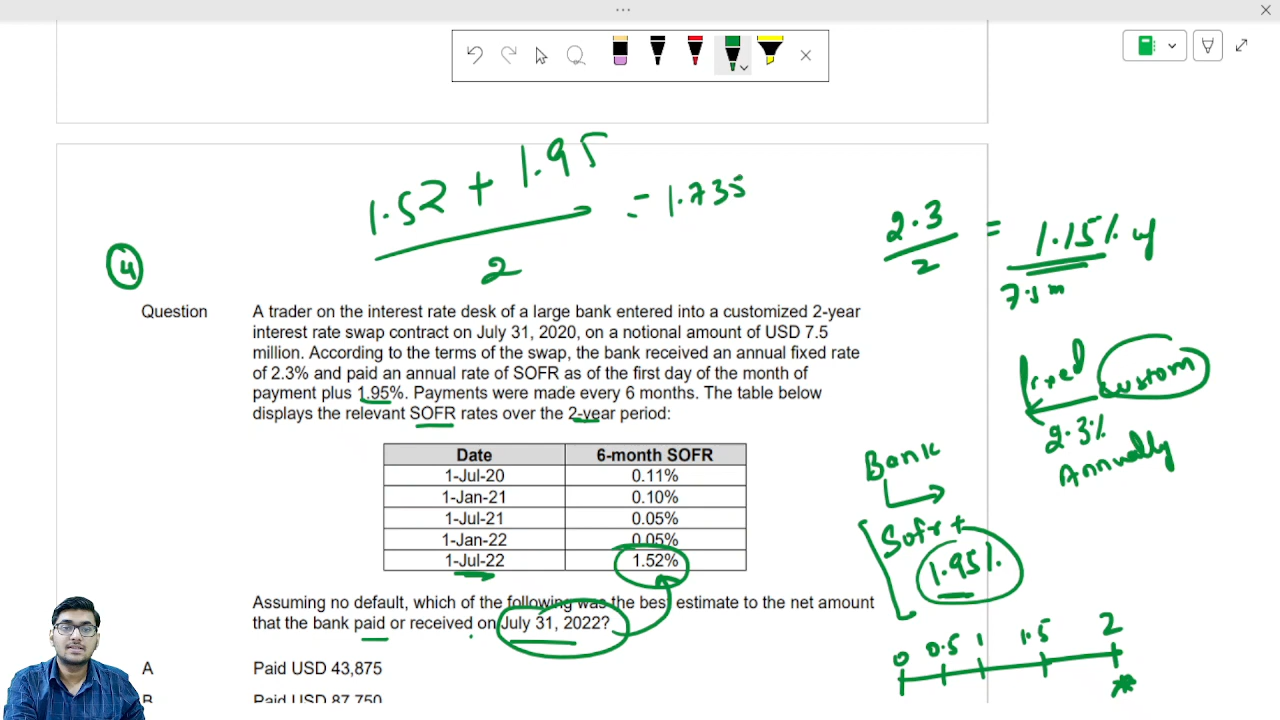 1.52 + 1.95
2
= 1.735
2.3
2
= 1.15%
4
Question
A trader on the interest rate desk of a large bank entered into a customized 2-year
interest rate swap contract on July 31, 2020, on a notional amount of USD 7.5
million. According to the terms of the swap, the bank received an annual fixed rate
of 2.3% and paid an annual rate of SOFR as of the first day of the month of
payment plus 1.95%. Payments were made every 6 months. The table below
displays the relevant SOFR rates over the 2-year period:
Date 6-month SOFR
1-Jul-20 0.11%
1-Jan-21 0.10%
1-Jul-21 0.05%
1-Jan-22 0.05%
1-Jul-22 1.52%
Assuming no default, which of the following was the best estimate to the net amount
that the bank paid or received on July 31, 2022?
A Paid USD 43,875
B Paid USD 87,750
fixed custom
2.3%
Annually
Bank
Sofr +
1.95%
0 0.5 1 1.5 2